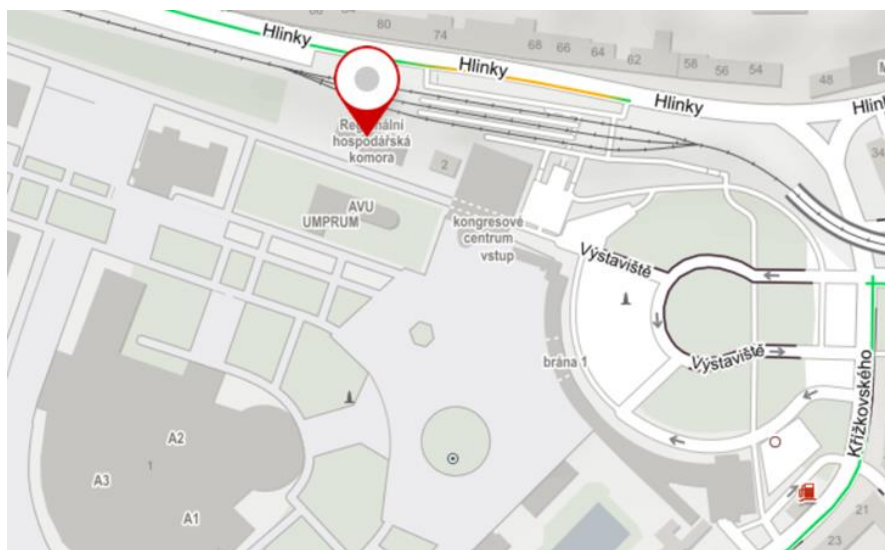 80
74
68
66
64
62
58
56
54
48
Hlinky
Hlinky
Hlinky
Regionální
hospodářská
komora
2
34
AVU
UMPRUM
kongresové
centrum
vstup
Výstaviště
brána 1
Výstaviště
Křížkovského
A2
1
A3
A1
21
23